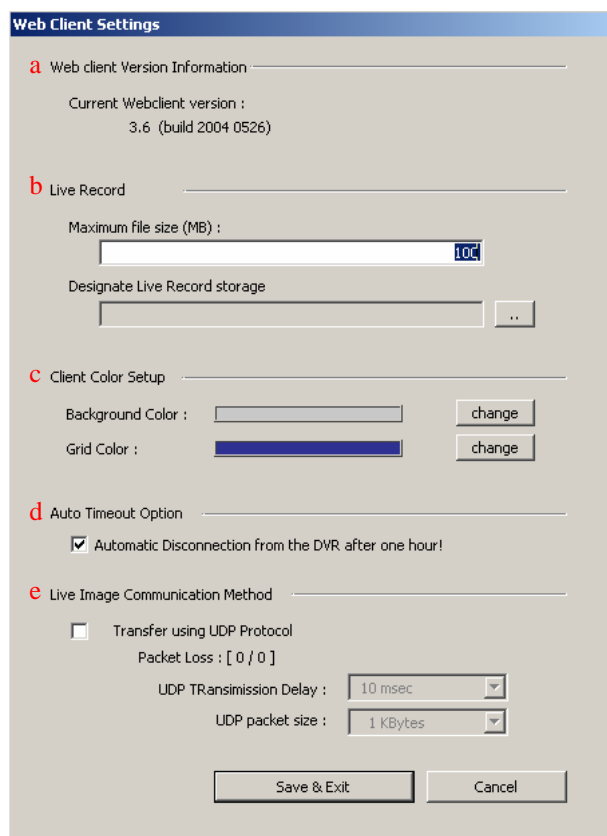 Web Client Settings
a Web client Version Information
Current Webclient version :
3.6 (build 2004 0526)
b Live Record
Maximum file size (MB) :
100
Designate Live Record storage
..
c Client Color Setup
Background Color : change
Grid Color : change
d Auto Timeout Option
Automatic Disconnection from the DVR after one hour!
e Live Image Communication Method
Transfer using UDP Protocol
Packet Loss : [ 0 / 0 ]
UDP TRansimission Delay : 10 msec
UDP packet size : 1 KBytes
Save & Exit Cancel